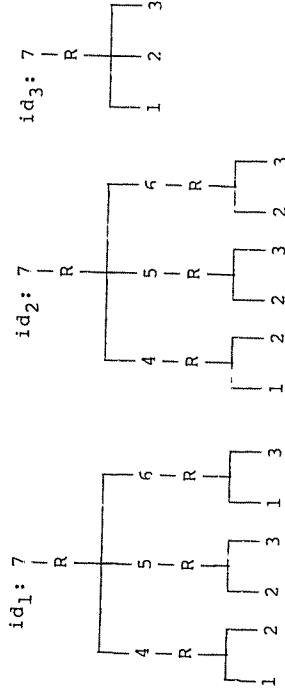 id₁: 7
R
4 5 6
R R R
1 2 2 3 1 3
id₂: 7
R
4 5 6
R R R
1 2 2 3 2 3
id₃: 7
R
1 2 3